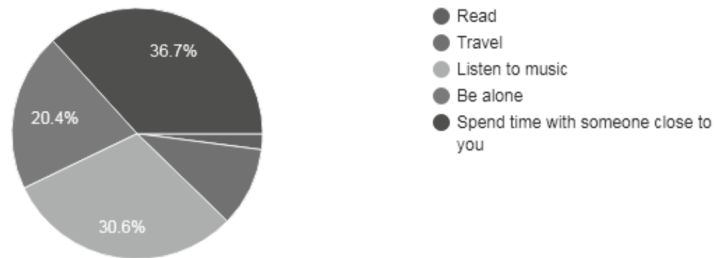 36.7%
20.4%
30.6%
Read
Travel
Listen to music
Be alone
Spend time with someone close to
you